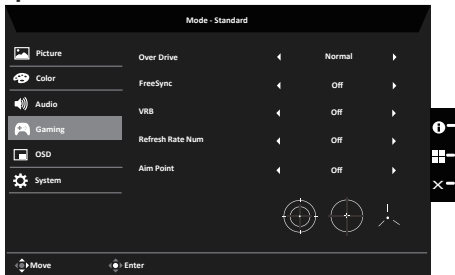 Mode - Standard
Picture
Color
Audio
Gaming
OSD
System
Over Drive Normal
FreeSync Off
VRB Off
Refresh Rate Num Off
Aim Point Off
Move Enter